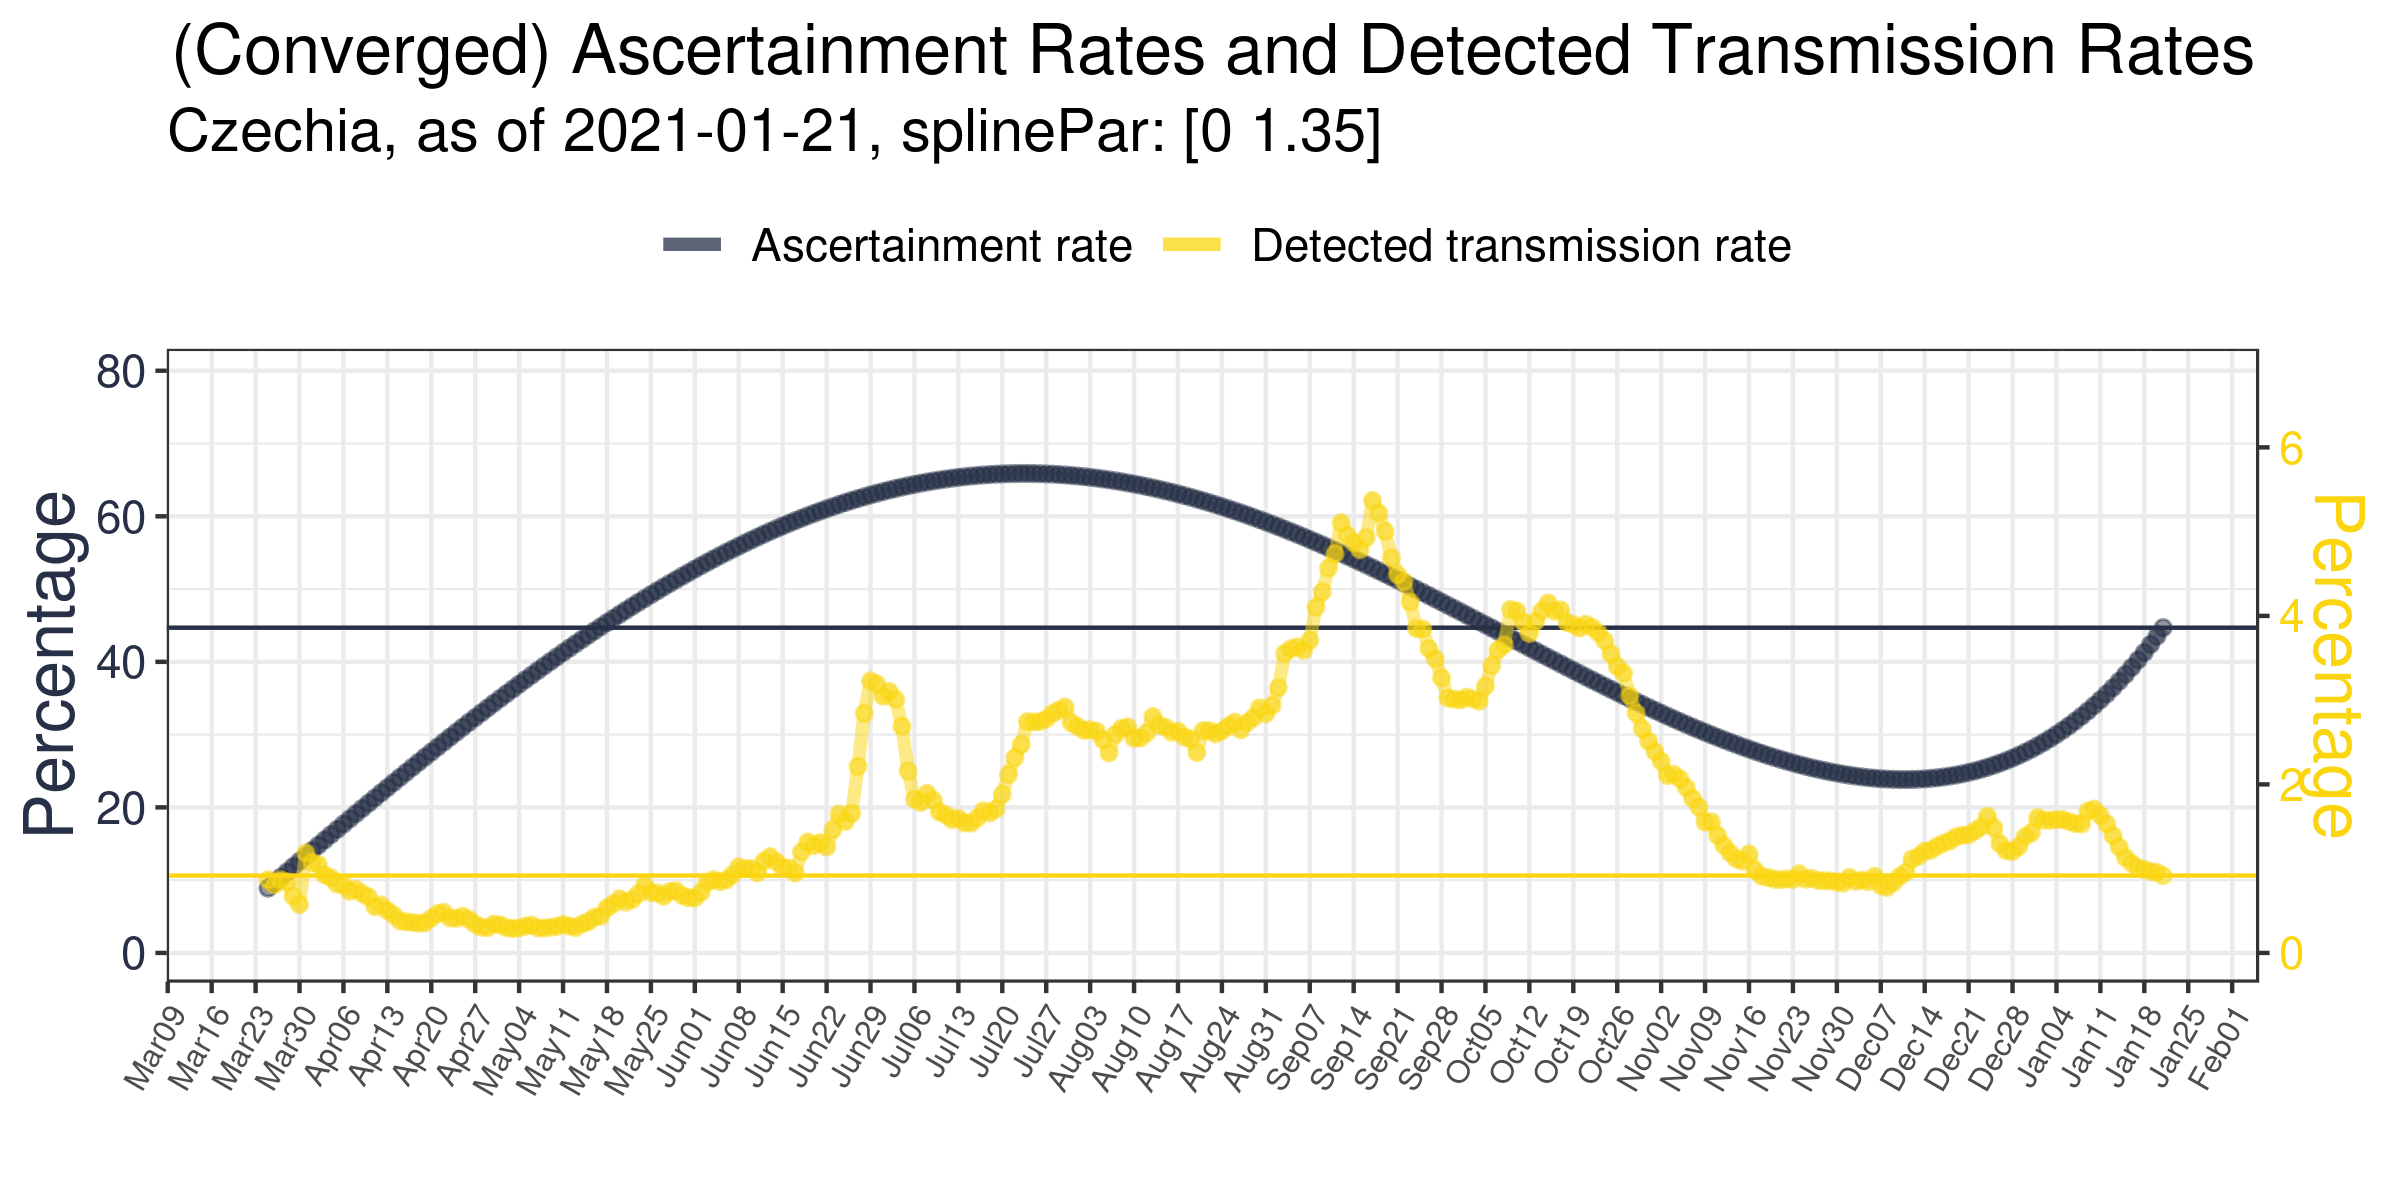 (Converged) Ascertainment Rates and Detected Transmission Rates
Czechia, as of 2021-01-21, splinePar: [0 1.35]
Ascertainment rate Detected transmission rate
Percentage
80
60
40
20
0
6
4
2
0
Percentage
Mar09 Mar16 Mar23 Mar30 Apr06 Apr13 Apr20 Apr27 May04 May11 May18 May25 Jun01 Jun08 Jun15 Jun22 Jun29 Jul06 Jul13 Jul20 Jul27 Aug03 Aug10 Aug17 Aug24 Aug31 Sep07 Sep14 Sep21 Sep28 Oct05 Oct12 Oct19 Oct26 Nov02 Nov09 Nov16 Nov23 Nov30 Dec07 Dec14 Dec21 Dec28 Jan04 Jan11 Jan18 Jan25 Feb01